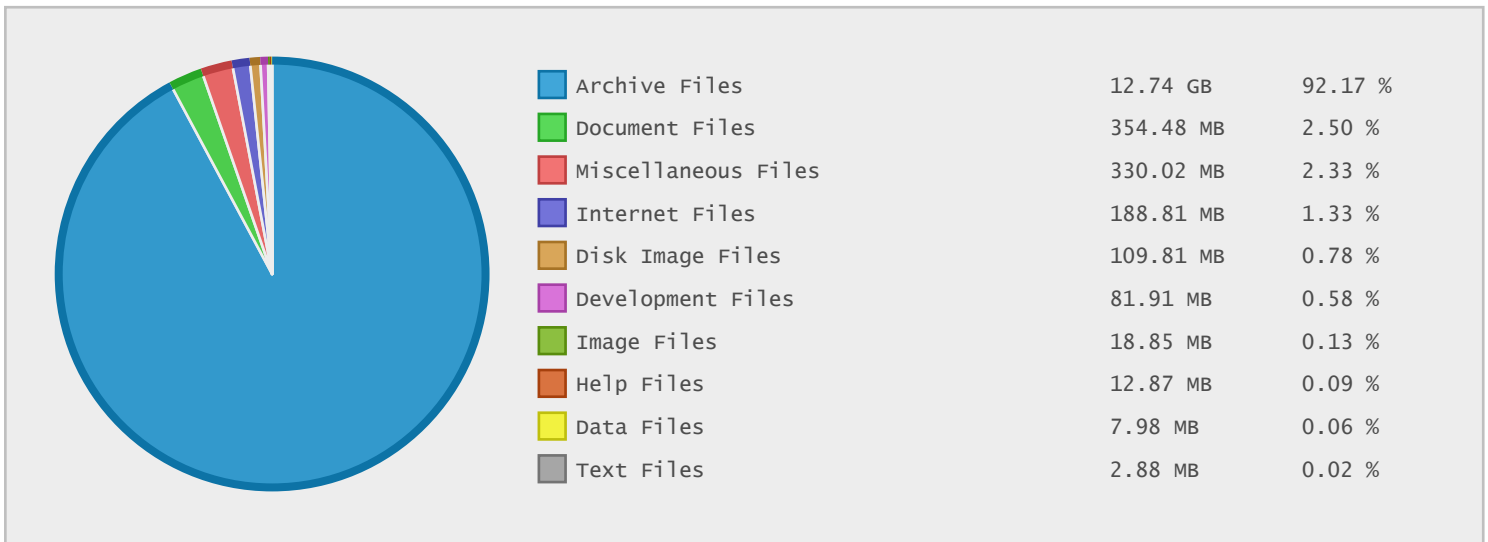 Archive Files 12.74 GB 92.17 %
Document Files 354.48 MB 2.50 %
Miscellaneous Files 330.02 MB 2.33 %
Internet Files 188.81 MB 1.33 %
Disk Image Files 109.81 MB 0.78 %
Development Files 81.91 MB 0.58 %
Image Files 18.85 MB 0.13 %
Help Files 12.87 MB 0.09 %
Data Files 7.98 MB 0.06 %
Text Files 2.88 MB 0.02 %